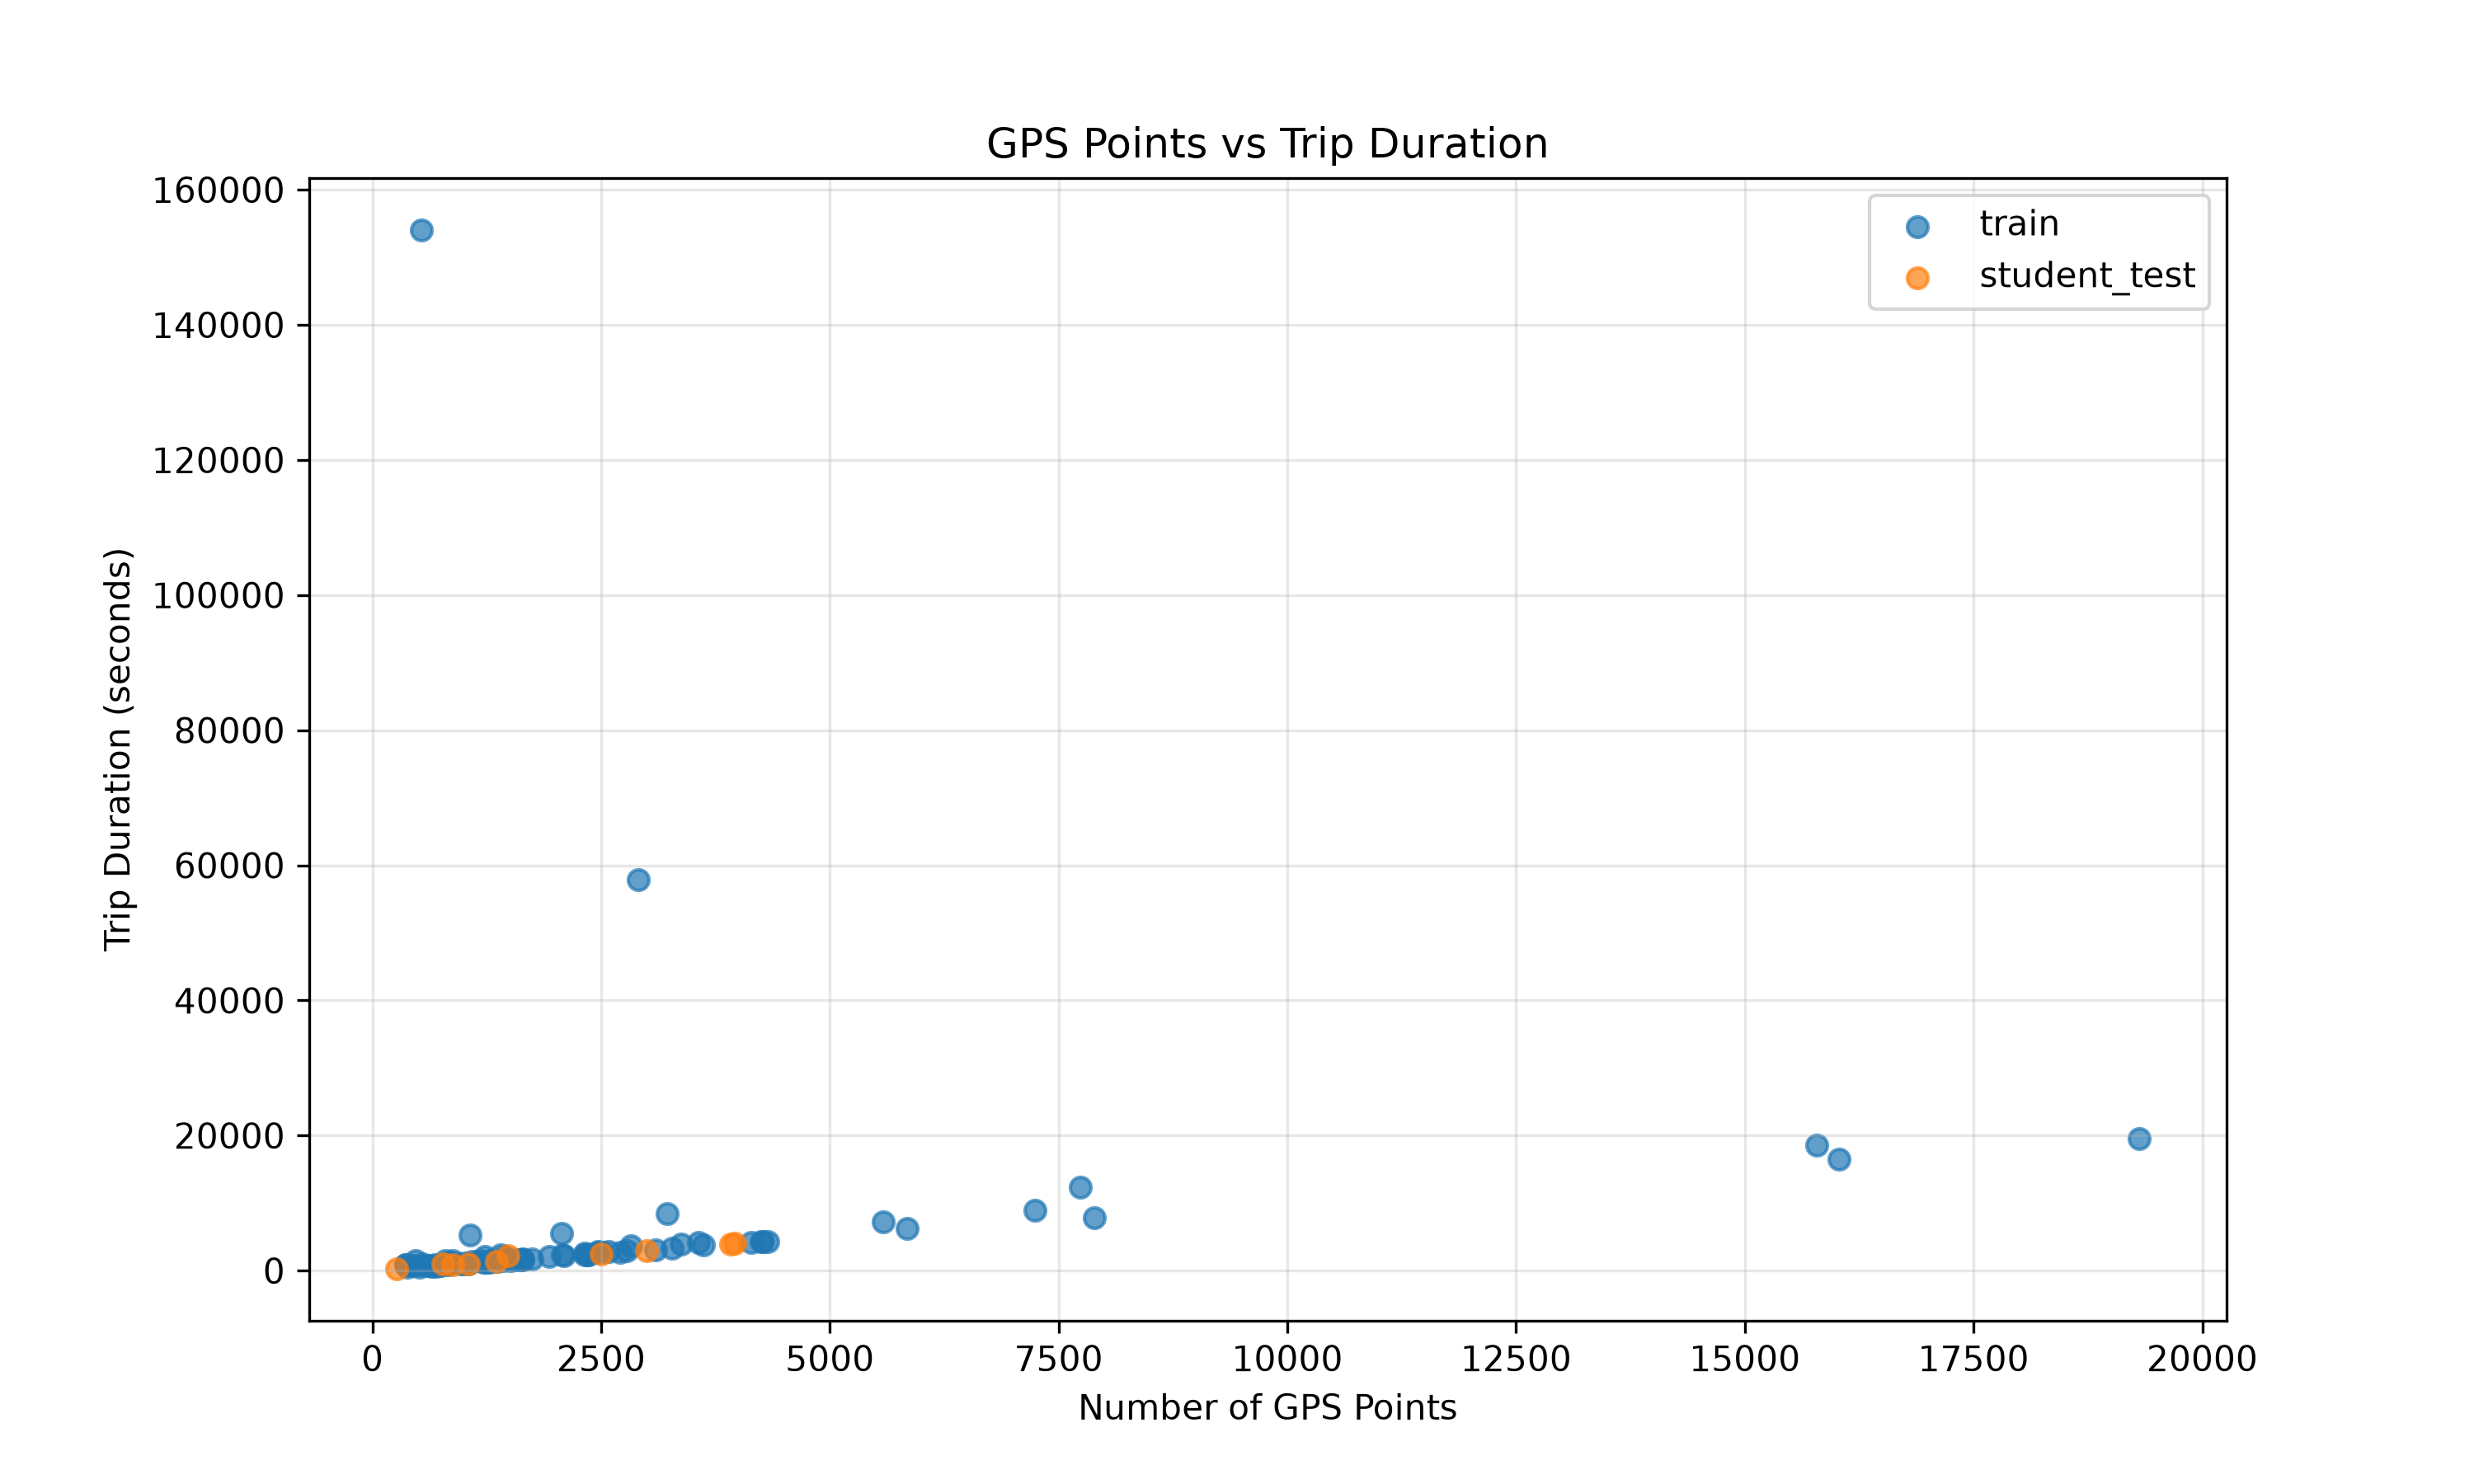 GPS Points vs Trip Duration
train
student_test
160000
140000
120000
100000
80000
60000
40000
20000
0
Trip Duration (seconds)
0 2500 5000 7500 10000 12500 15000 17500 20000
Number of GPS Points